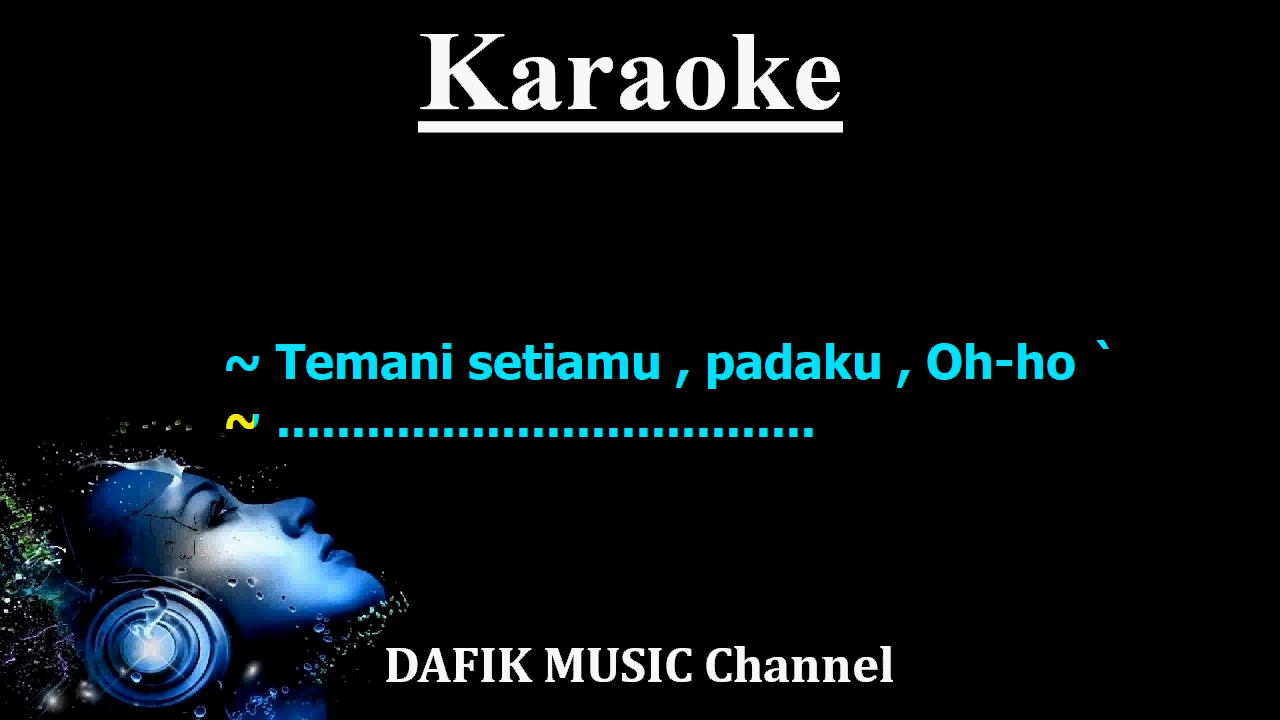 Karaoke
~ Temani setiamu , padaku , Oh-ho `
~ ....................................
DAFIK MUSIC Channel